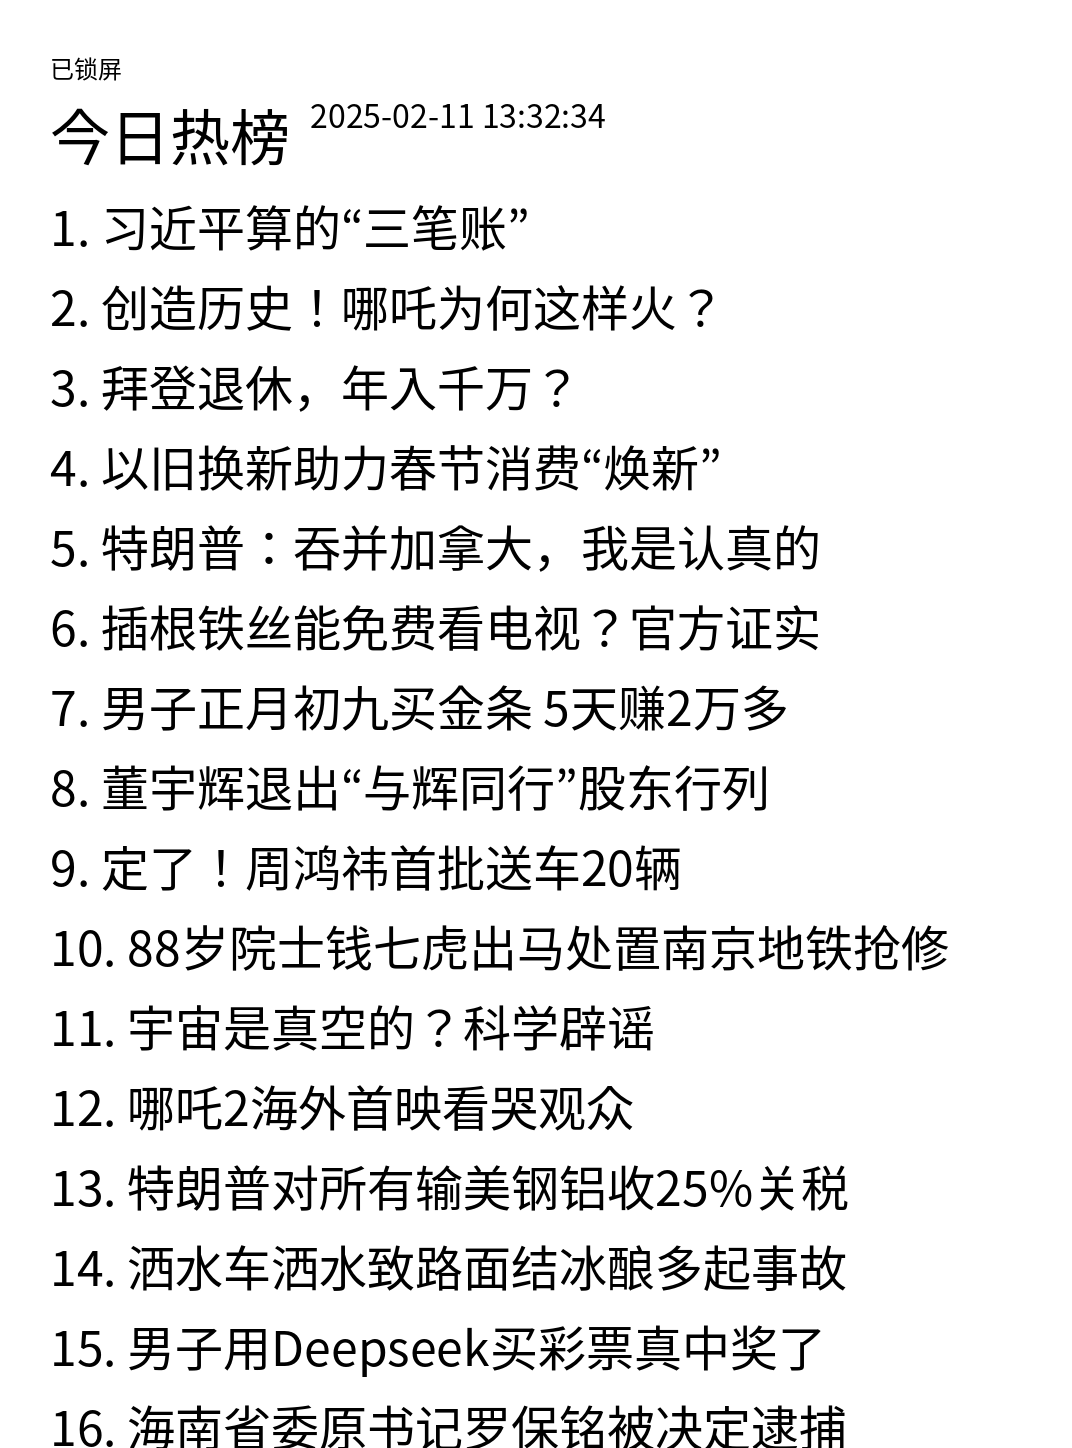 已锁屏
今日热榜 2025-02-11 13:32:34
1. 习近平算的“三笔账”
2. 创造历史！哪吒为何这样火？
3. 拜登退休，年入千万？
4. 以旧换新助力春节消费“焕新”
5. 特朗普：吞并加拿大，我是认真的
6. 插根铁丝能免费看电视？官方证实
7. 男子正月初九买金条 5天赚2万多
8. 董宇辉退出“与辉同行”股东行列
9. 定了！周鸿祎首批送车20辆
10. 88岁院士钱七虎出马处置南京地铁抢修
11. 宇宙是真空的？科学辟谣
12. 哪吒2海外首映看哭观众
13. 特朗普对所有输美钢铝收25%关税
14. 洒水车洒水致路面结冰酿多起事故
15. 男子用Deepseek买彩票真中奖了
16. 海南省委原书记罗保铭被决定逮捕